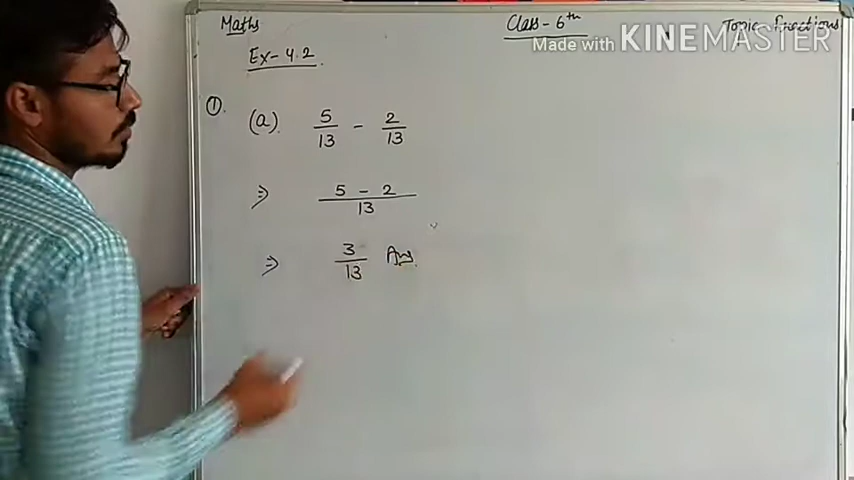 Maths Class - 6th Topic Fractions
Made with KINEMASTER
Ex - 4.2
①. (a). 5/13 - 2/13
⇒ 5 - 2/13
⇒ 3/13 Ans.